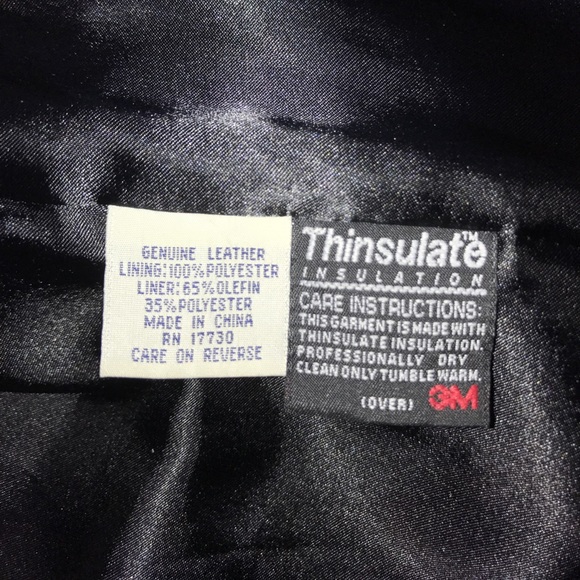 GENUINE LEATHER
LINING:100%POLYESTER
LINER:65%OLEFIN
35%POLYESTER
MADE IN CHINA
RN 17730
CARE ON REVERSE
Thinsulate™
INSULATION
CARE INSTRUCTIONS:
THIS GARMENT IS MADE WITH
THINSULATE INSULATION.
PROFESSIONALLY DRY
CLEAN ONLY TUMBLE WARM.
(OVER) 3M